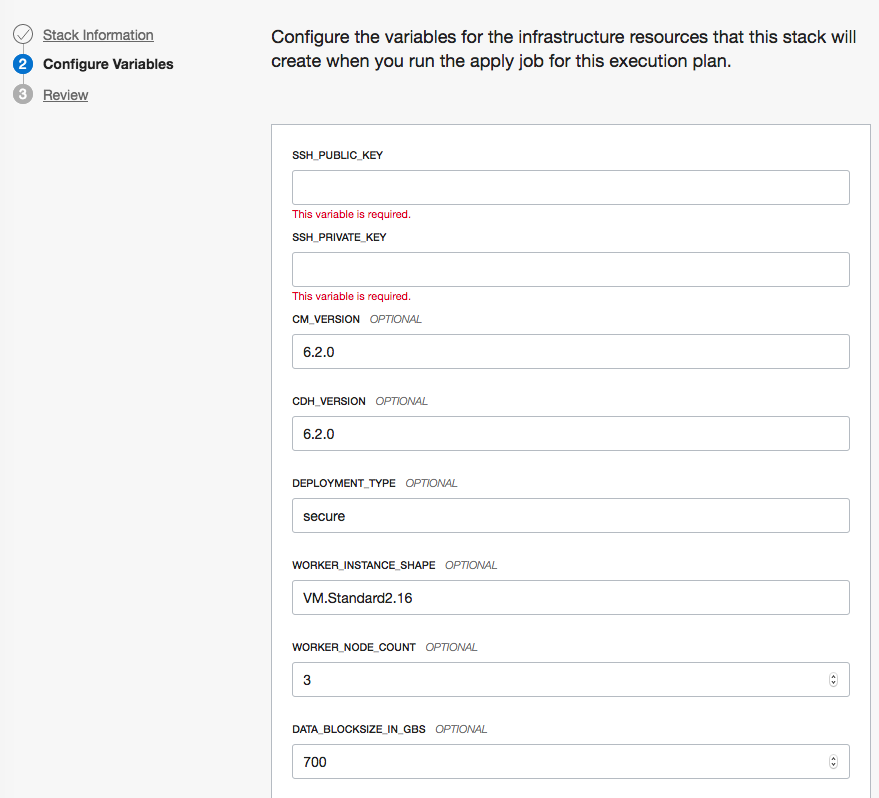 Stack Information
2 Configure Variables
3 Review
Configure the variables for the infrastructure resources that this stack will
create when you run the apply job for this execution plan.
SSH_PUBLIC_KEY
This variable is required.
SSH_PRIVATE_KEY
This variable is required.
CM_VERSION OPTIONAL
6.2.0
CDH_VERSION OPTIONAL
6.2.0
DEPLOYMENT_TYPE OPTIONAL
secure
WORKER_INSTANCE_SHAPE OPTIONAL
VM.Standard2.16
WORKER_NODE_COUNT OPTIONAL
3
DATA_BLOCKSIZE_IN_GBS OPTIONAL
700